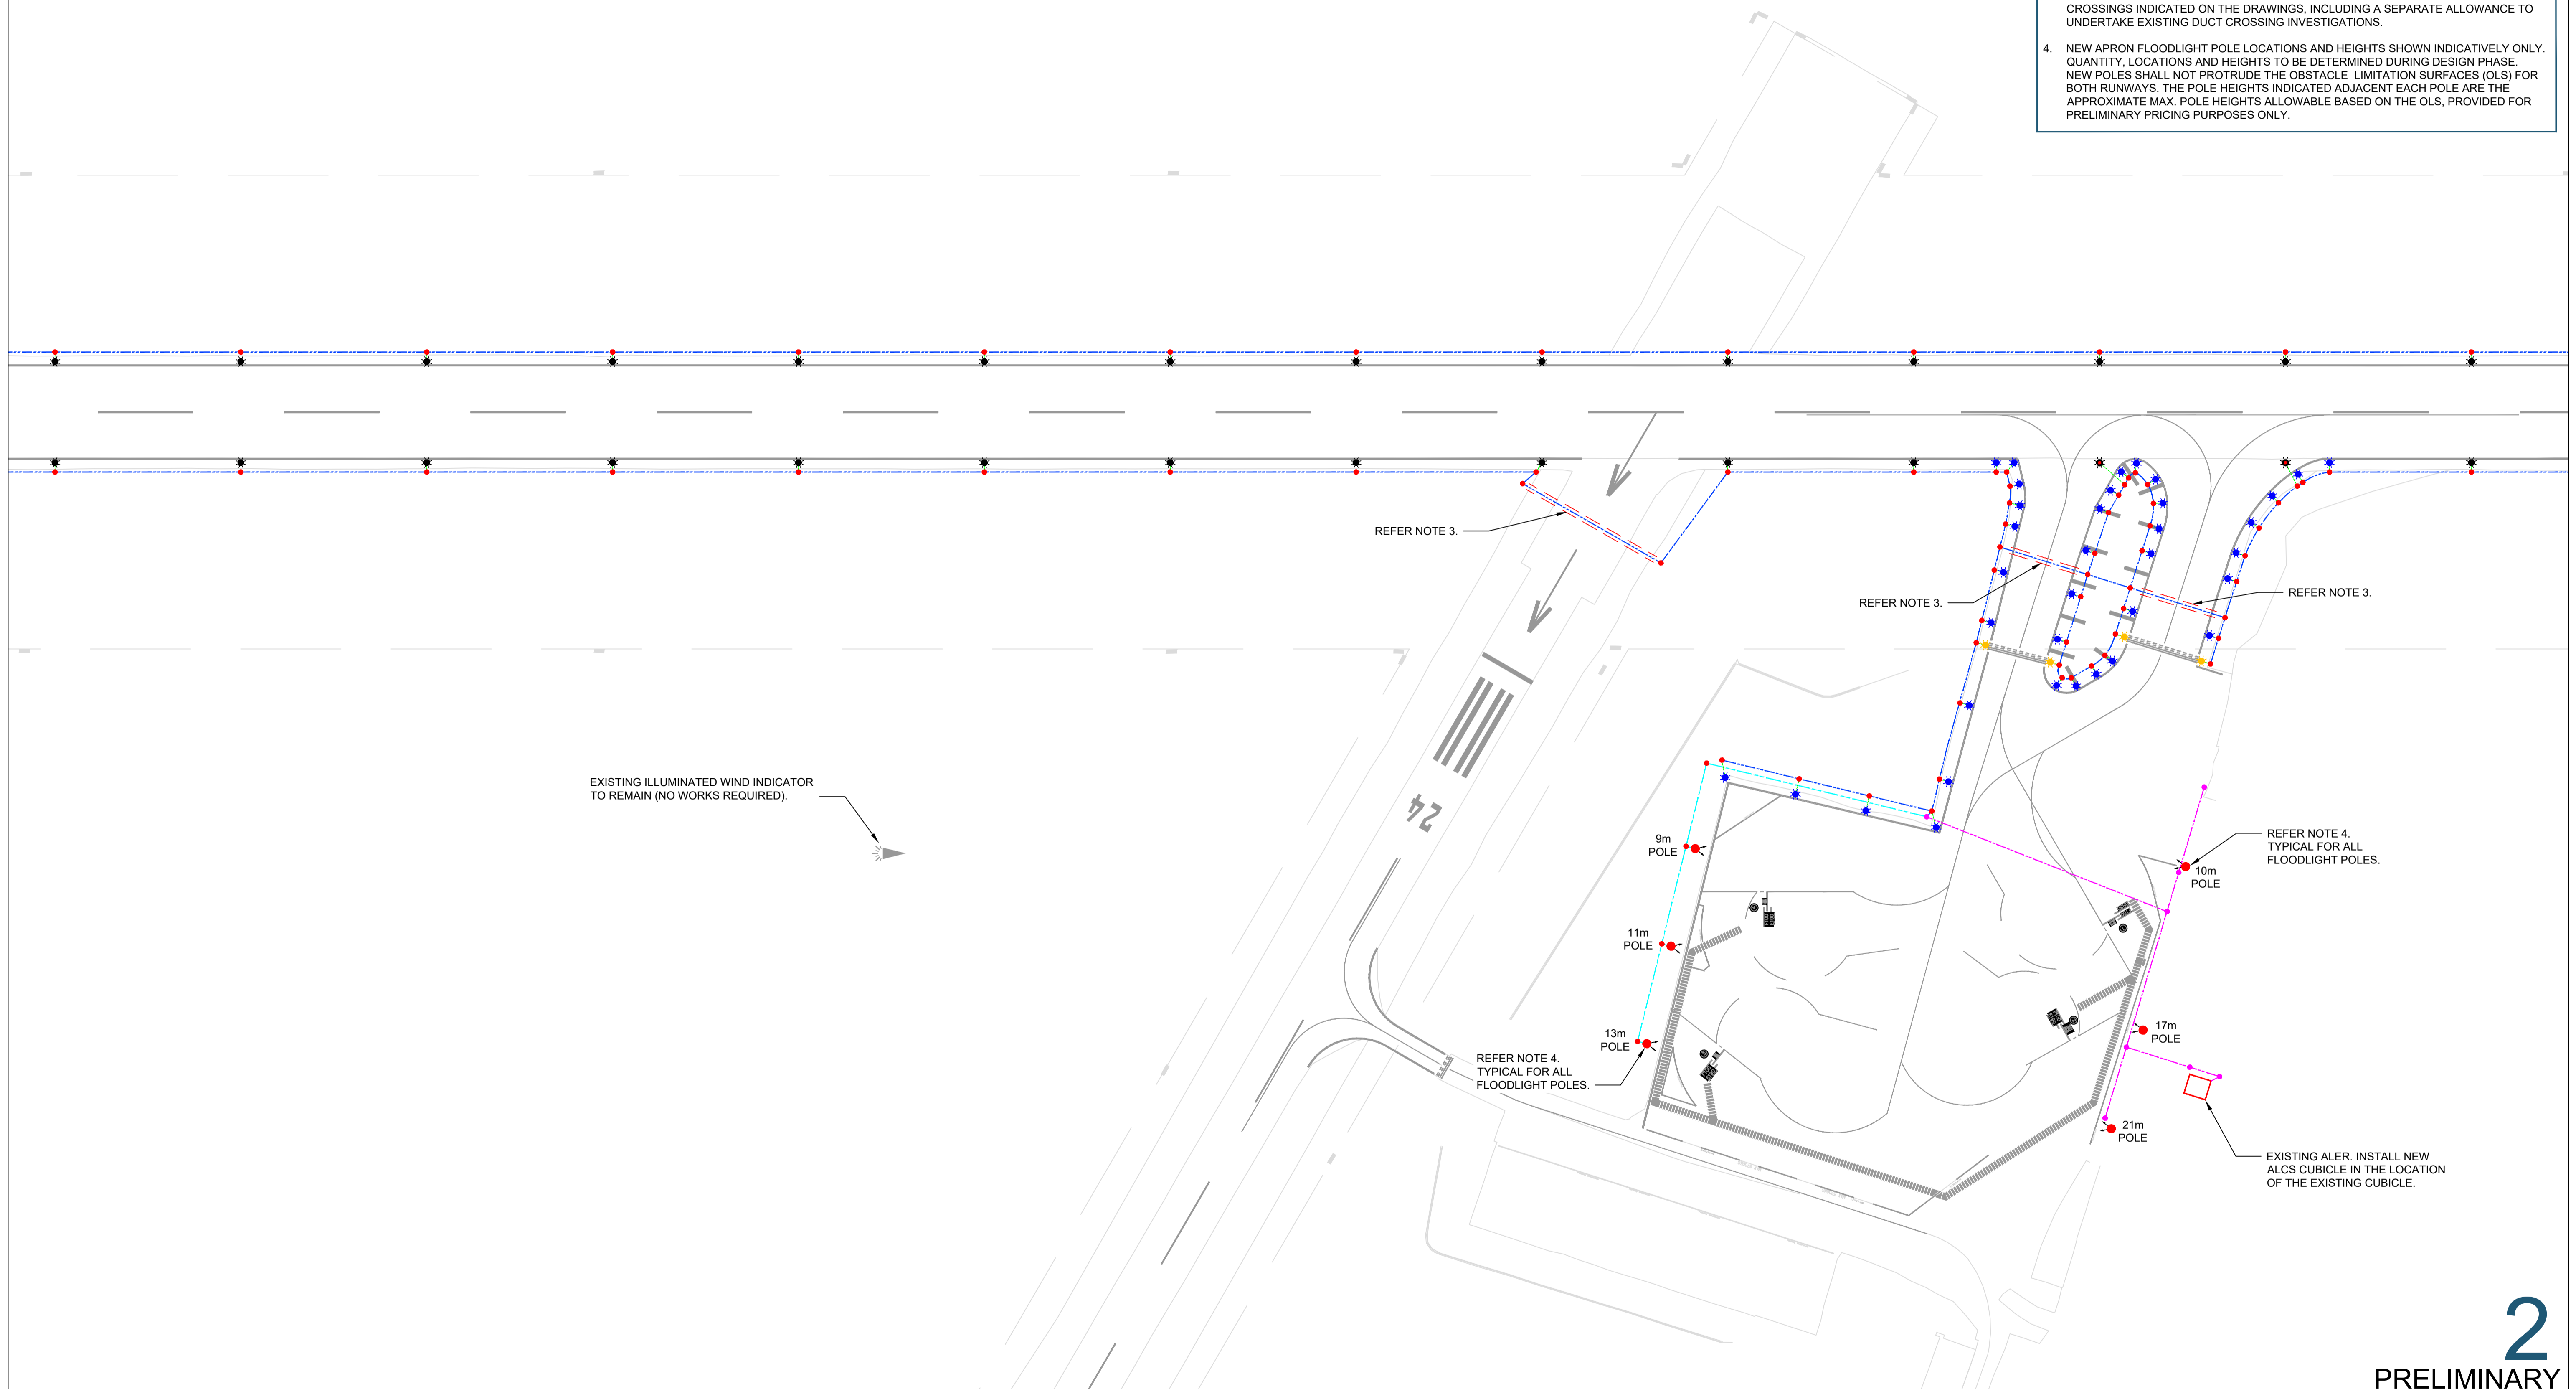 CROSSINGS INDICATED ON THE DRAWINGS, INCLUDING A SEPARATE ALLOWANCE TO
UNDERTAKE EXISTING DUCT CROSSING INVESTIGATIONS.
4. NEW APRON FLOODLIGHT POLE LOCATIONS AND HEIGHTS SHOWN INDICATIVELY ONLY.
QUANTITY, LOCATIONS AND HEIGHTS TO BE DETERMINED DURING DESIGN PHASE.
NEW POLES SHALL NOT PROTRUDE THE OBSTACLE LIMITATION SURFACES (OLS) FOR
BOTH RUNWAYS. THE POLE HEIGHTS INDICATED ADJACENT EACH POLE ARE THE
APPROXIMATE MAX. POLE HEIGHTS ALLOWABLE BASED ON THE OLS, PROVIDED FOR
PRELIMINARY PRICING PURPOSES ONLY.
REFER NOTE 3.
REFER NOTE 3.
REFER NOTE 3.
EXISTING ILLUMINATED WIND INDICATOR
TO REMAIN (NO WORKS REQUIRED).
24
9m
POLE
REFER NOTE 4.
TYPICAL FOR ALL
FLOODLIGHT POLES.
10m
POLE
11m
POLE
13m
POLE
17m
POLE
REFER NOTE 4.
TYPICAL FOR ALL
FLOODLIGHT POLES.
21m
POLE
EXISTING ALER. INSTALL NEW
ALCS CUBICLE IN THE LOCATION
OF THE EXISTING CUBICLE.
2
PRELIMINARY